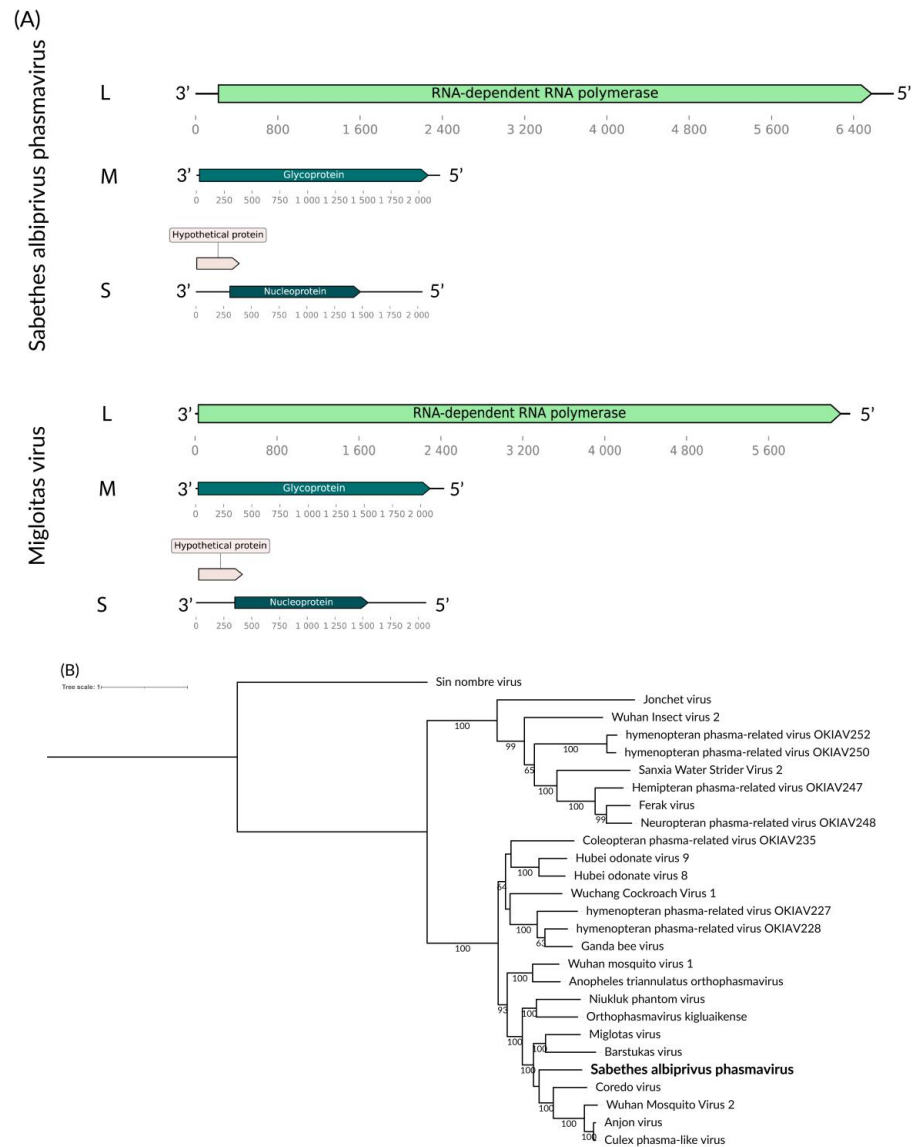 (A)
Sabethes albiprivus phasmavirus
L
3’
RNA-dependent RNA polymerase
5’
0 800 1 600 2 400 3 200 4 000 4 800 5 600 6 400
M
3’
Glycoprotein
5’
0 250 500 750 1 000 1 250 1 500 1 750 2 000
Hypothetical protein
S
3’
Nucleoprotein
5’
0 250 500 750 1 000 1 250 1 500 1 750 2 000
Migloitas virus
L
3’
RNA-dependent RNA polymerase
5’
0 800 1 600 2 400 3 200 4 000 4 800 5 600
M
3’
Glycoprotein
5’
0 250 500 750 1 000 1 250 1 500 1 750 2 000
Hypothetical protein
S
3’
Nucleoprotein
5’
0 250 500 750 1 000 1 250 1 500 1 750 2 000
(B)
Tree scale: 1
Sin nombre virus
Jonchet virus
100
Wuhan Insect virus 2
99
hymenopteran phasma-related virus OKIAV252
100
hymenopteran phasma-related virus OKIAV250
65
Sanxia Water Strider Virus 2
100
Hemipteran phasma-related virus OKIAV247
100
Ferak virus
99
Neuropteran phasma-related virus OKIAV248
Coleopteran phasma-related virus OKIAV235
Hubei odonate virus 9
100
Hubei odonate virus 8
64
Wuchang Cockroach Virus 1
hymenopteran phasma-related virus OKIAV227
100
hymenopteran phasma-related virus OKIAV228
63
Ganda bee virus
100
Wuhan mosquito virus 1
100
Anopheles triannulatus orthophasmavirus
Niukluk phantom virus
93
100
Orthophasmavirus kigluaikense
Miglotas virus
100
100
Barstukas virus
100
Sabethes albiprivus phasmavirus
Coredo virus
100
Wuhan Mosquito Virus 2
100
Anjon virus
100
Culex phasma-like virus